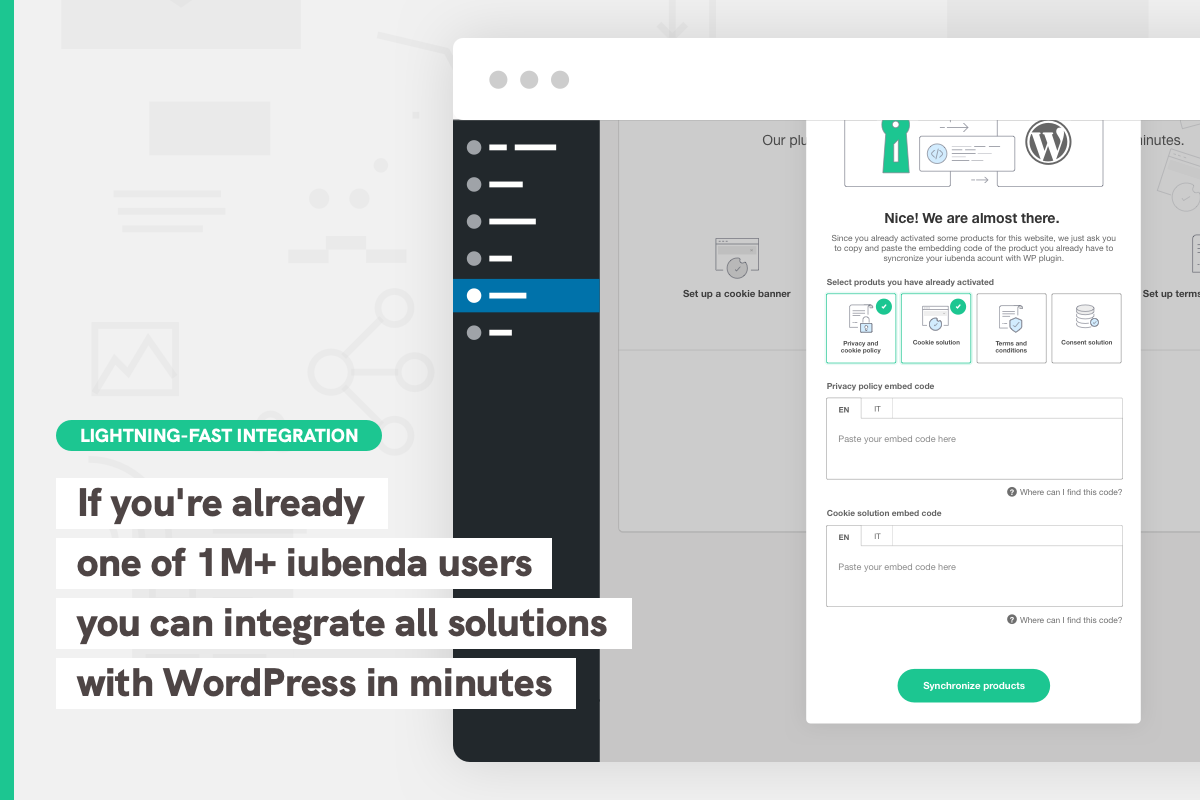 LIGHTNING-FAST INTEGRATION
If you're already
one of 1M+ iubenda users
you can integrate all solutions
with WordPress in minutes
Our plu
inutes.
Set up a cookie banner
Set up terms
Nice! We are almost there.
Since you already activated some products for this website, we just ask you
to copy and paste the embedding code of the product you already have to
syncronize your iubenda acount with WP plugin.
Select produts you have already activated
Privacy and
cookie policy
Cookie solution
Terms and
conditions
Consent solution
Privacy policy embed code
EN IT
Paste your embed code here
? Where can I find this code?
Cookie solution embed code
EN IT
Paste your embed code here
? Where can I find this code?
Synchronize products